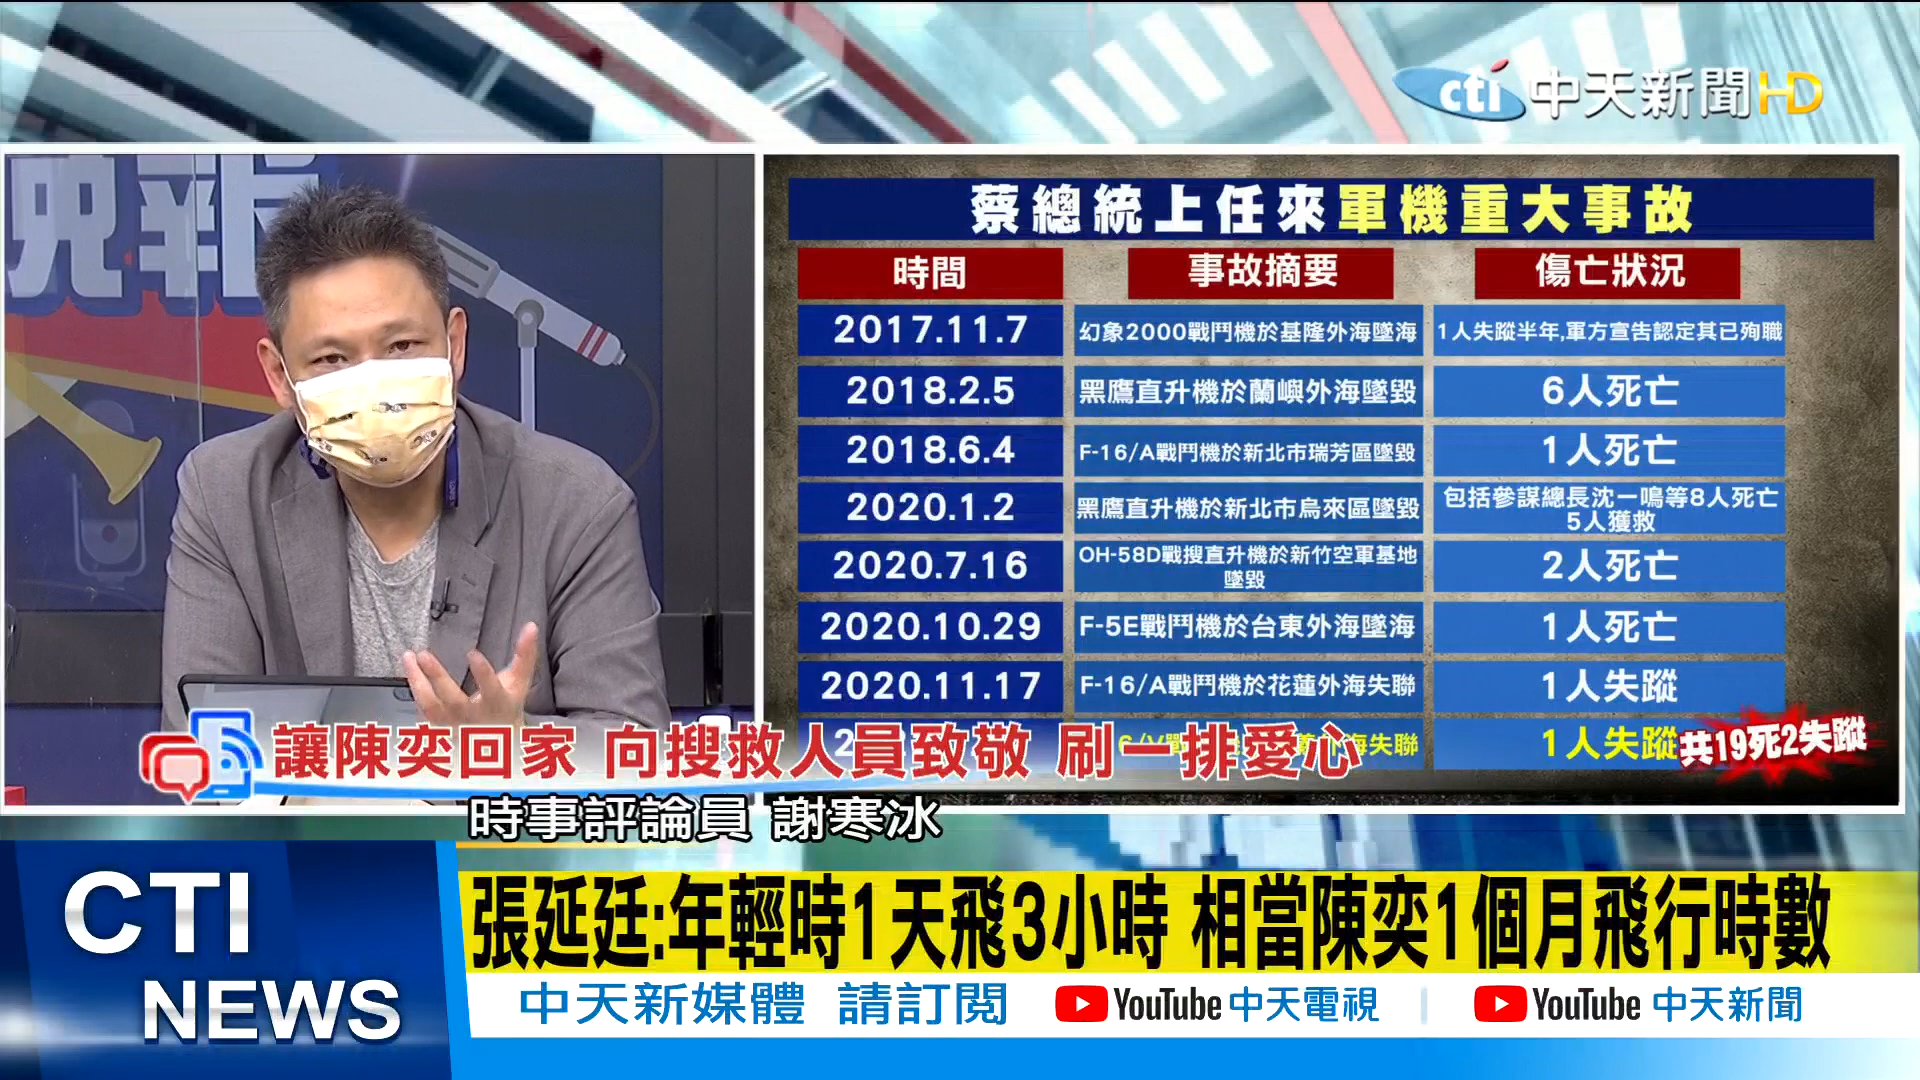 cti 中天新聞HD
晚報
蔡總統上任來軍機重大事故
時間 事故摘要 傷亡狀況
2017.11.7 幻象2000戰鬥機於基隆外海墜海 1人失蹤半年,軍方宣告認定其已殉職
2018.2.5 黑鷹直升機於蘭嶼外海墜毀 6人死亡
2018.6.4 F-16/A戰鬥機於新北市瑞芳區墜毀 1人死亡
2020.1.2 黑鷹直升機於新北市烏來區墜毀 包括參謀總長沈一鳴等8人死亡
5人獲救
2020.7.16 OH-58D戰搜直升機於新竹空軍基地
墜毀
2人死亡
2020.10.29 F-5E戰鬥機於台東外海墜海 1人死亡
2020.11.17 F-16/A戰鬥機於花蓮外海失聯 1人失蹤
2 6/V戰 外海失聯 1人失蹤
共19死2失蹤
讓陳奕回家 向搜救人員致敬 刷一排愛心
時事評論員 謝寒冰
CTI
NEWS
張延廷:年輕時1天飛3小時 相當陳奕1個月飛行時數
中天新媒體 請訂閱 YouTube 中天電視 | YouTube 中天新聞